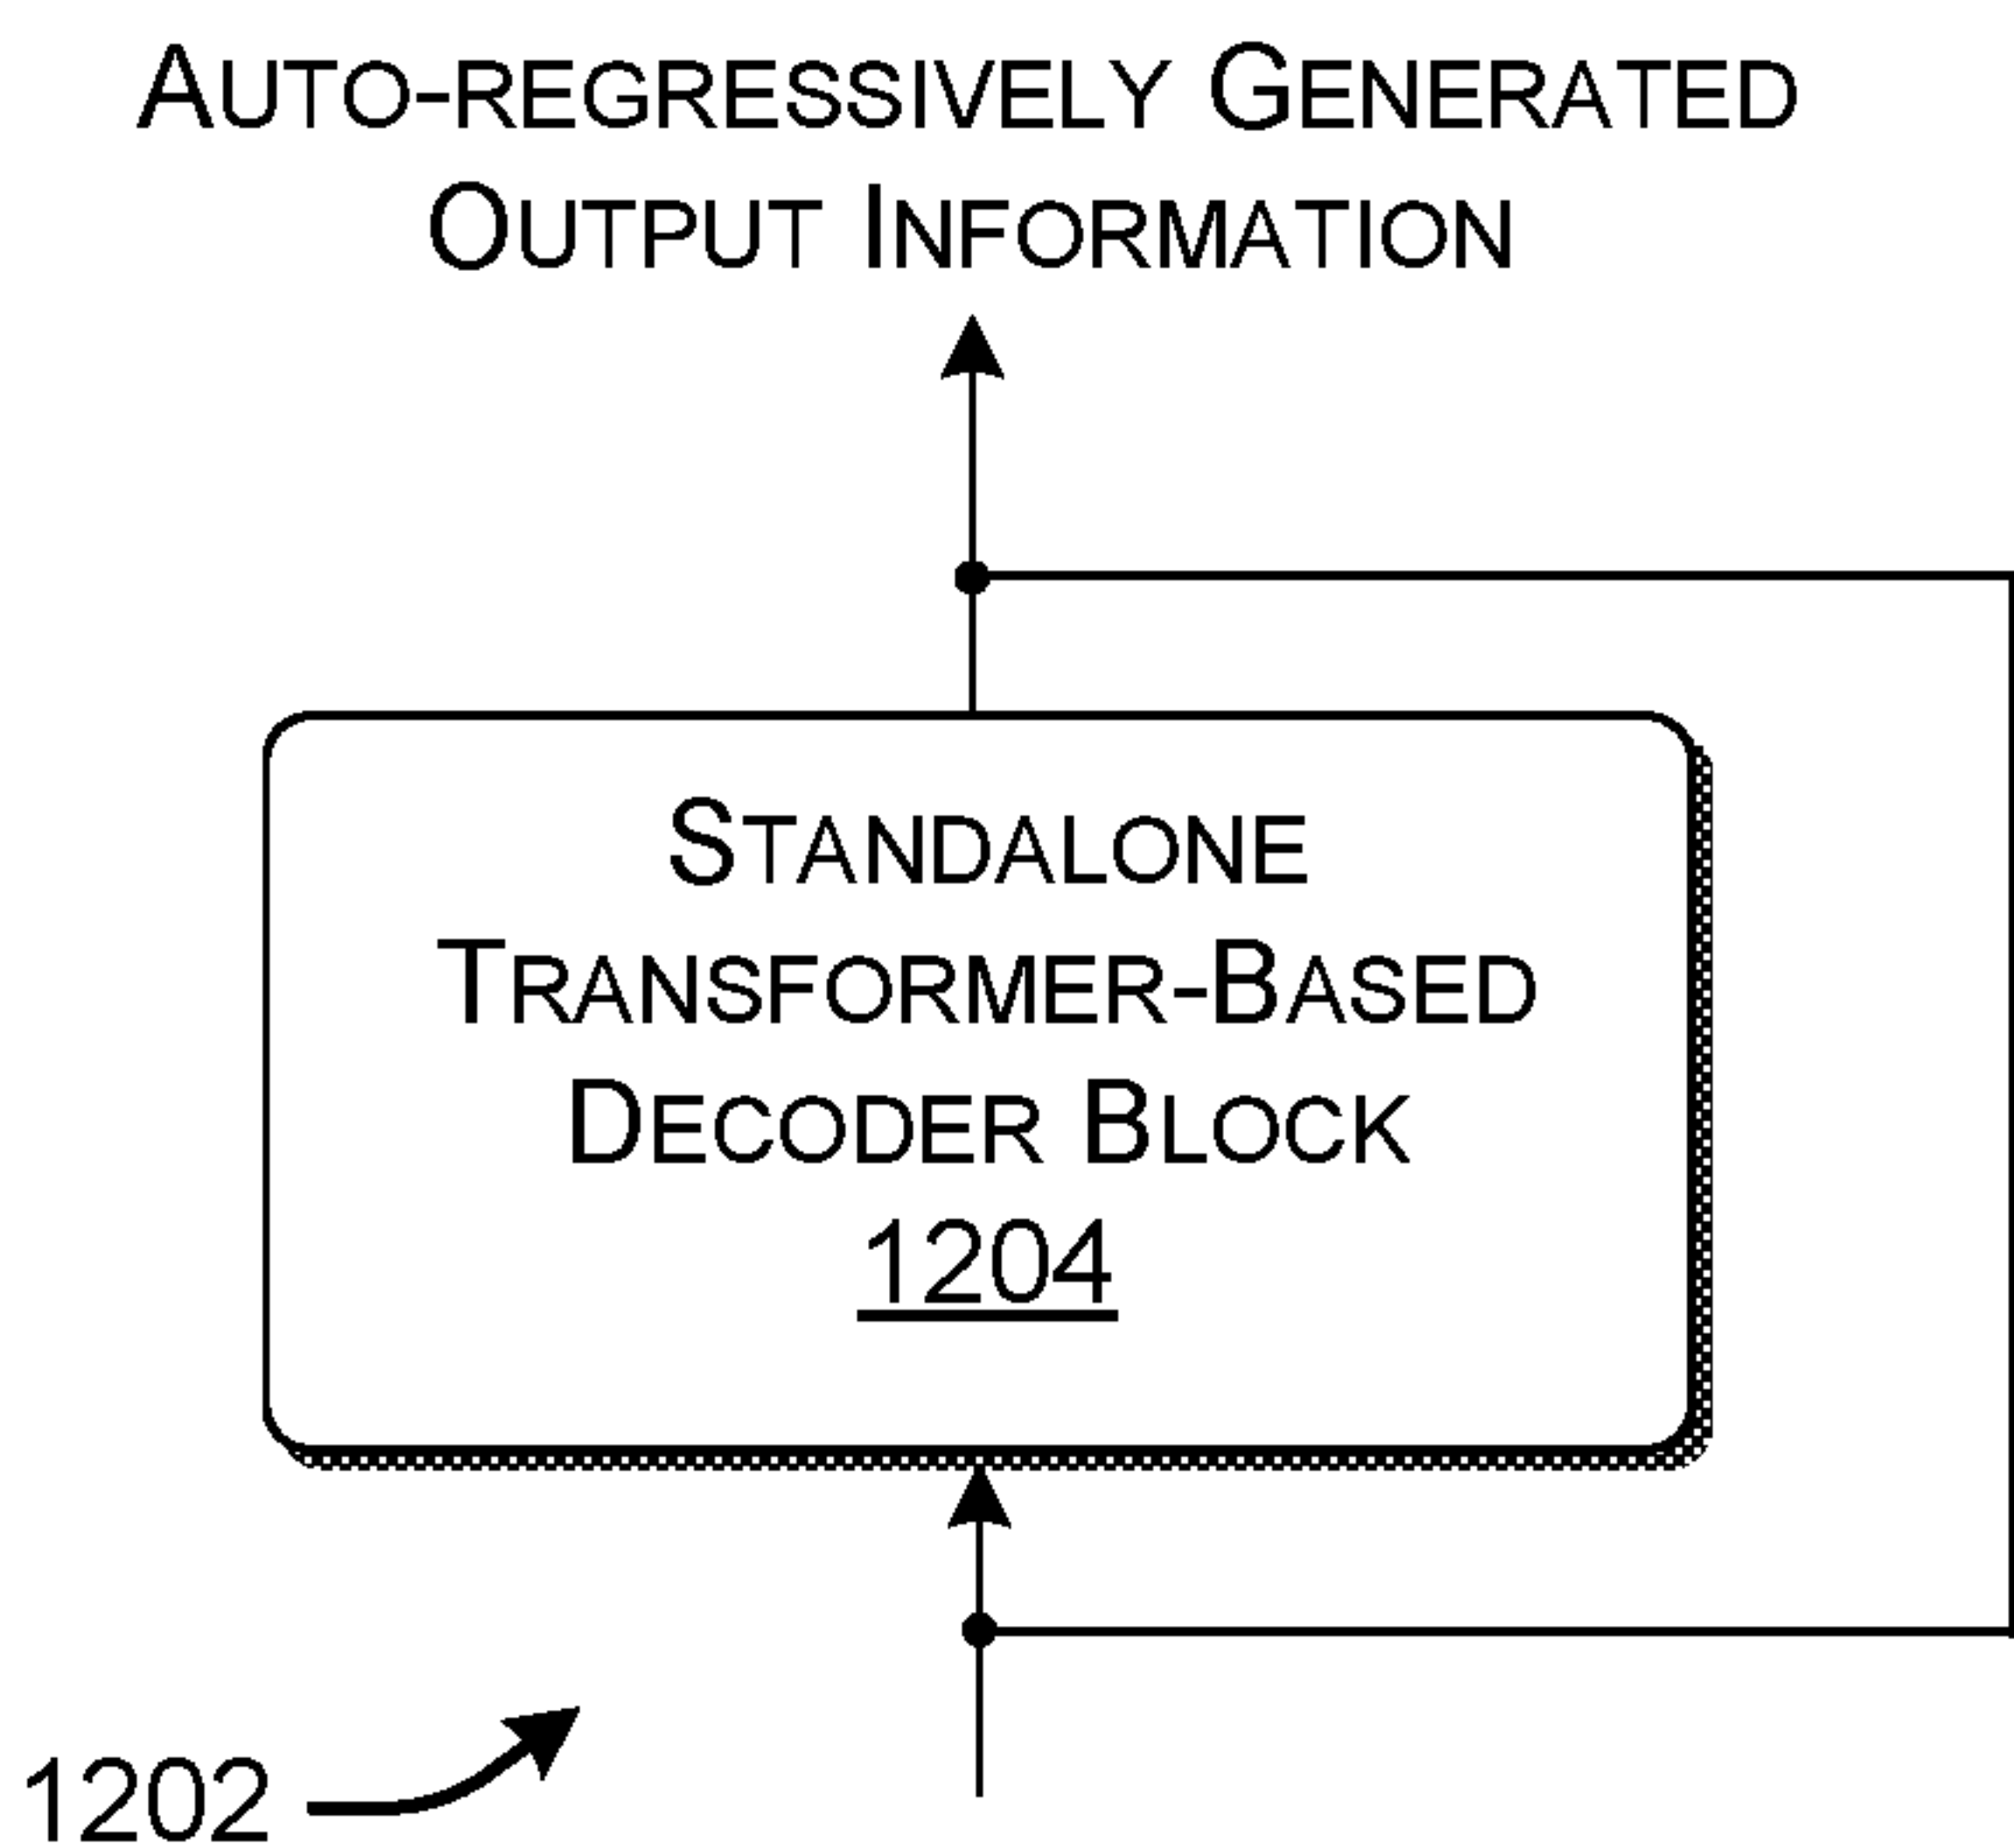 AUTO-REGRESSIVELY GENERATED
OUTPUT INFORMATION
STANDALONE
TRANSFORMER-BASED
DECODER BLOCK
1204
1202